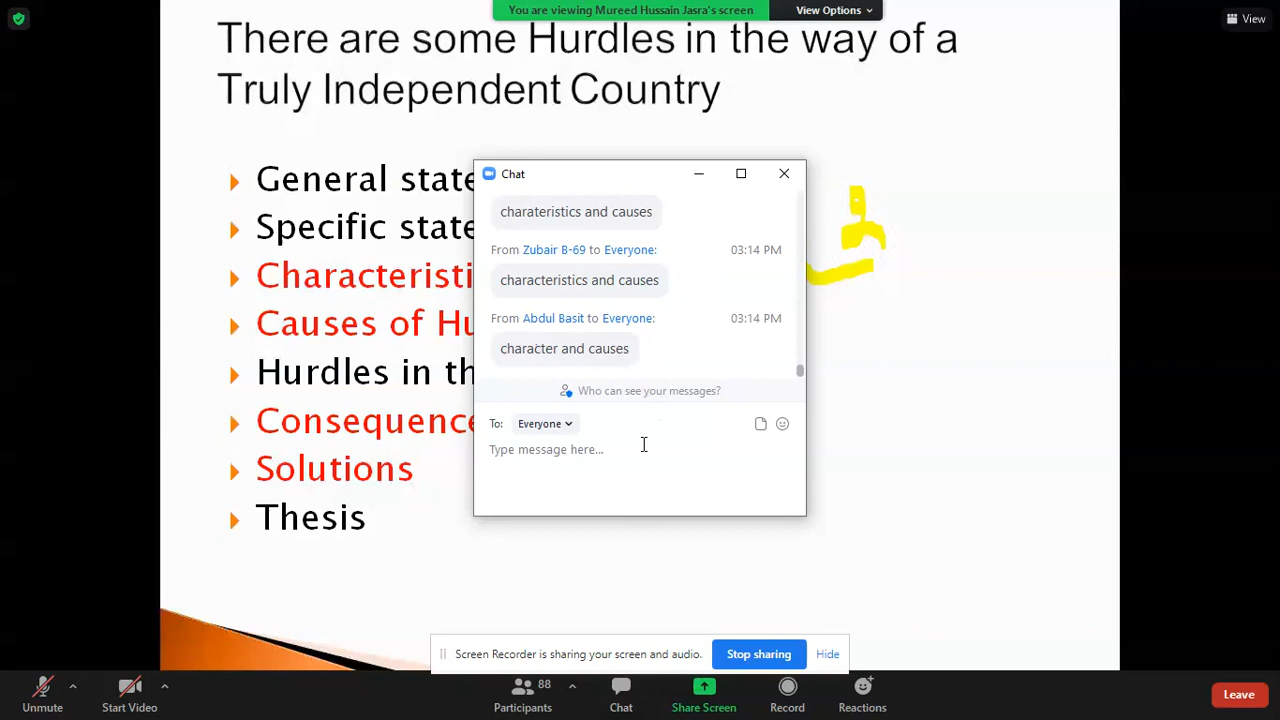 You are viewing Mureed Hussain Jasra's screen
View Options
View
There are some Hurdles in the way of a
Truly Independent Country
General state
Specific state
Characteristi
Causes of Hu
Hurdles in th
Consequence
Solutions
Thesis
Chat
charateristics and causes
From Zubair B-69 to Everyone: 03:14 PM
characteristics and causes
From Abdul Basit to Everyone: 03:14 PM
character and causes
Who can see your messages?
To: Everyone
Type message here...
Screen Recorder is sharing your screen and audio. Stop sharing Hide
Unmute Start Video Participants 88 Chat Share Screen Record Reactions Leave